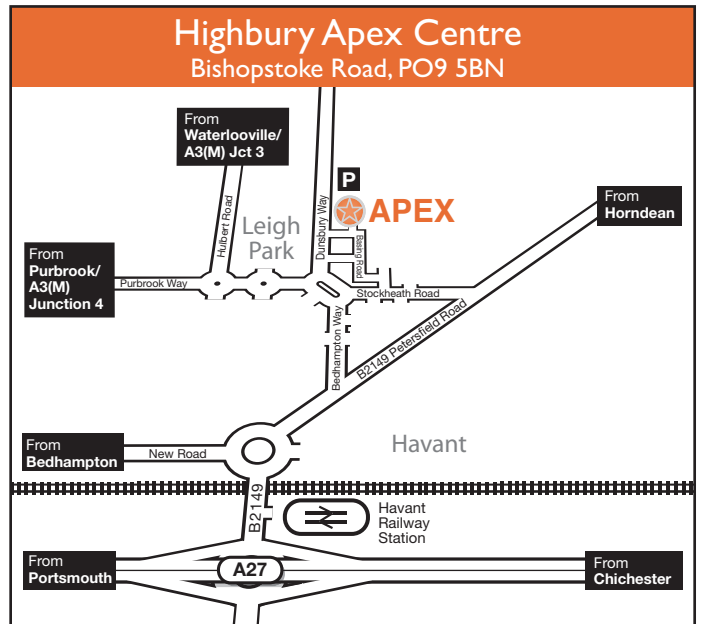 Highbury Apex Centre
Bishopstoke Road, PO9 5BN
From
Waterlooville/
A3(M) Jct 3
P
APEX
From
Horndean
Hulbert Road
Leigh
Park
Dunsbury Way
Basing Road
From
Purbrook/
A3(M)
Junction 4
Purbrook Way
Stockheath Road
Bedhampton Way
B2149 Petersfield Road
From
Bedhampton
New Road
Havant
B2149
Havant
Railway
Station
From
Portsmouth
A27
From
Chichester